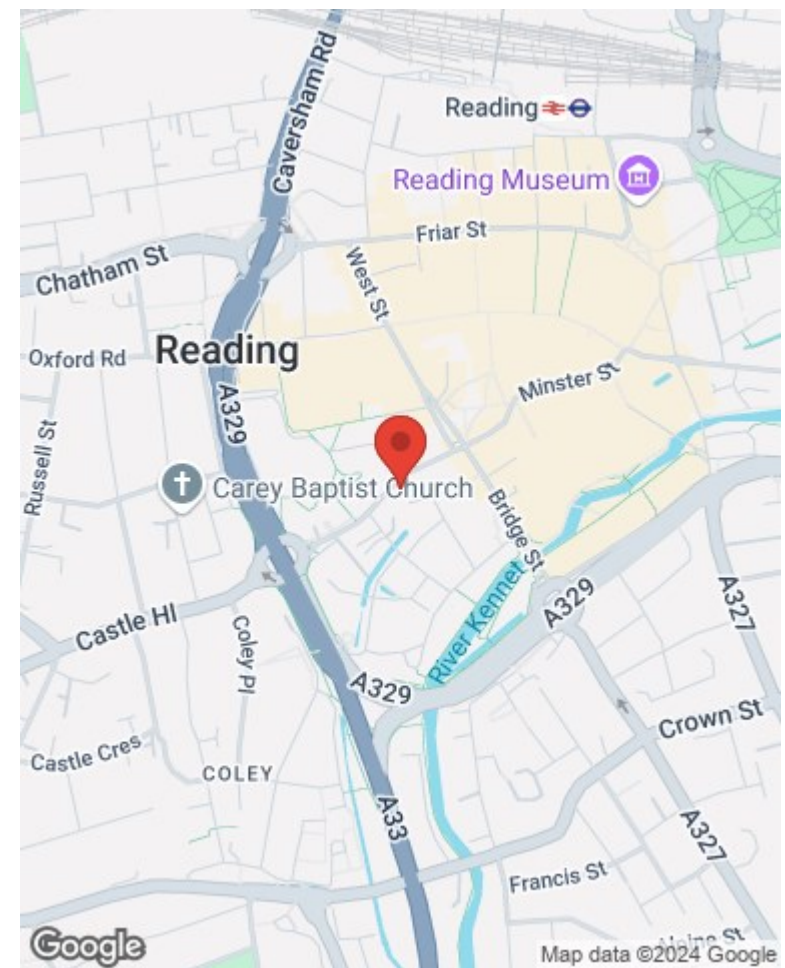 Caversham Rd
Reading
Reading Museum
Friar St
Chatham St
West St
Oxford Rd
Reading
Minster St
A329
Russell St
Carey Baptist Church
Bridge St
River Kennet
A329
A327
Castle Hl
Coley Pl
A329
Crown St
Castle Cres
COLEY
A33
A327
Francis St
Google
Map data ©2024 Google